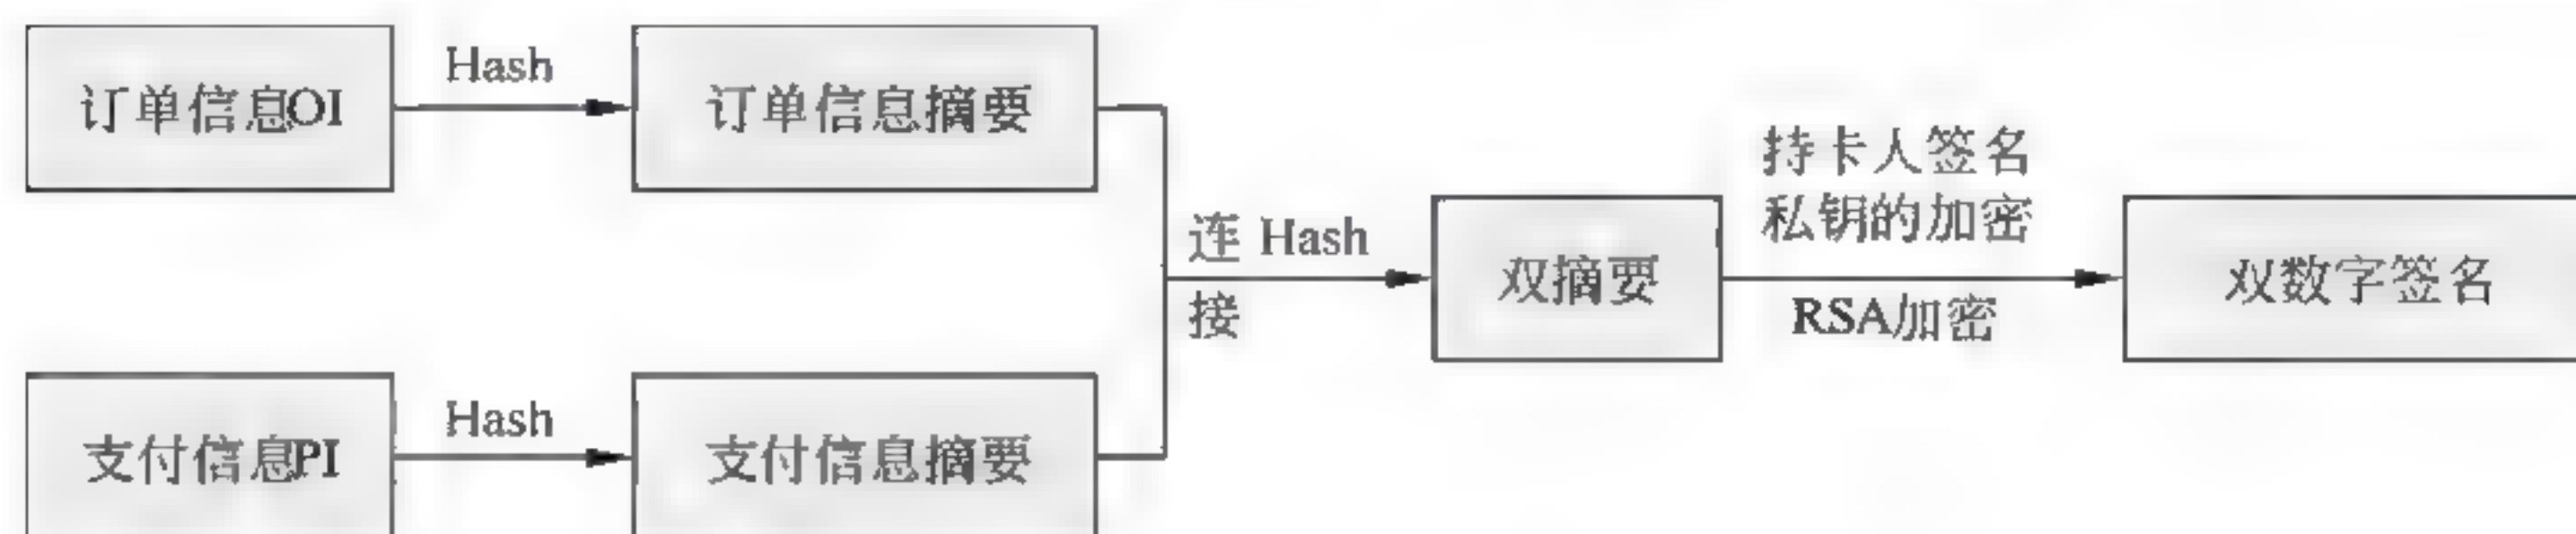 订单信息OI
Hash
订单信息摘要
连 Hash
接
双摘要
持卡人签名
私钥的加密
RSA加密
双数字签名
支付信息PI
Hash
支付信息摘要